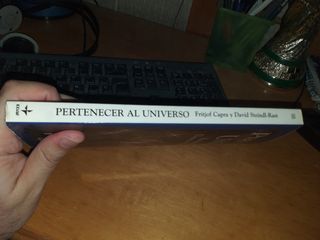 PERTENECER AL UNIVERSO Fritjof Capra y David Steindl-Rast